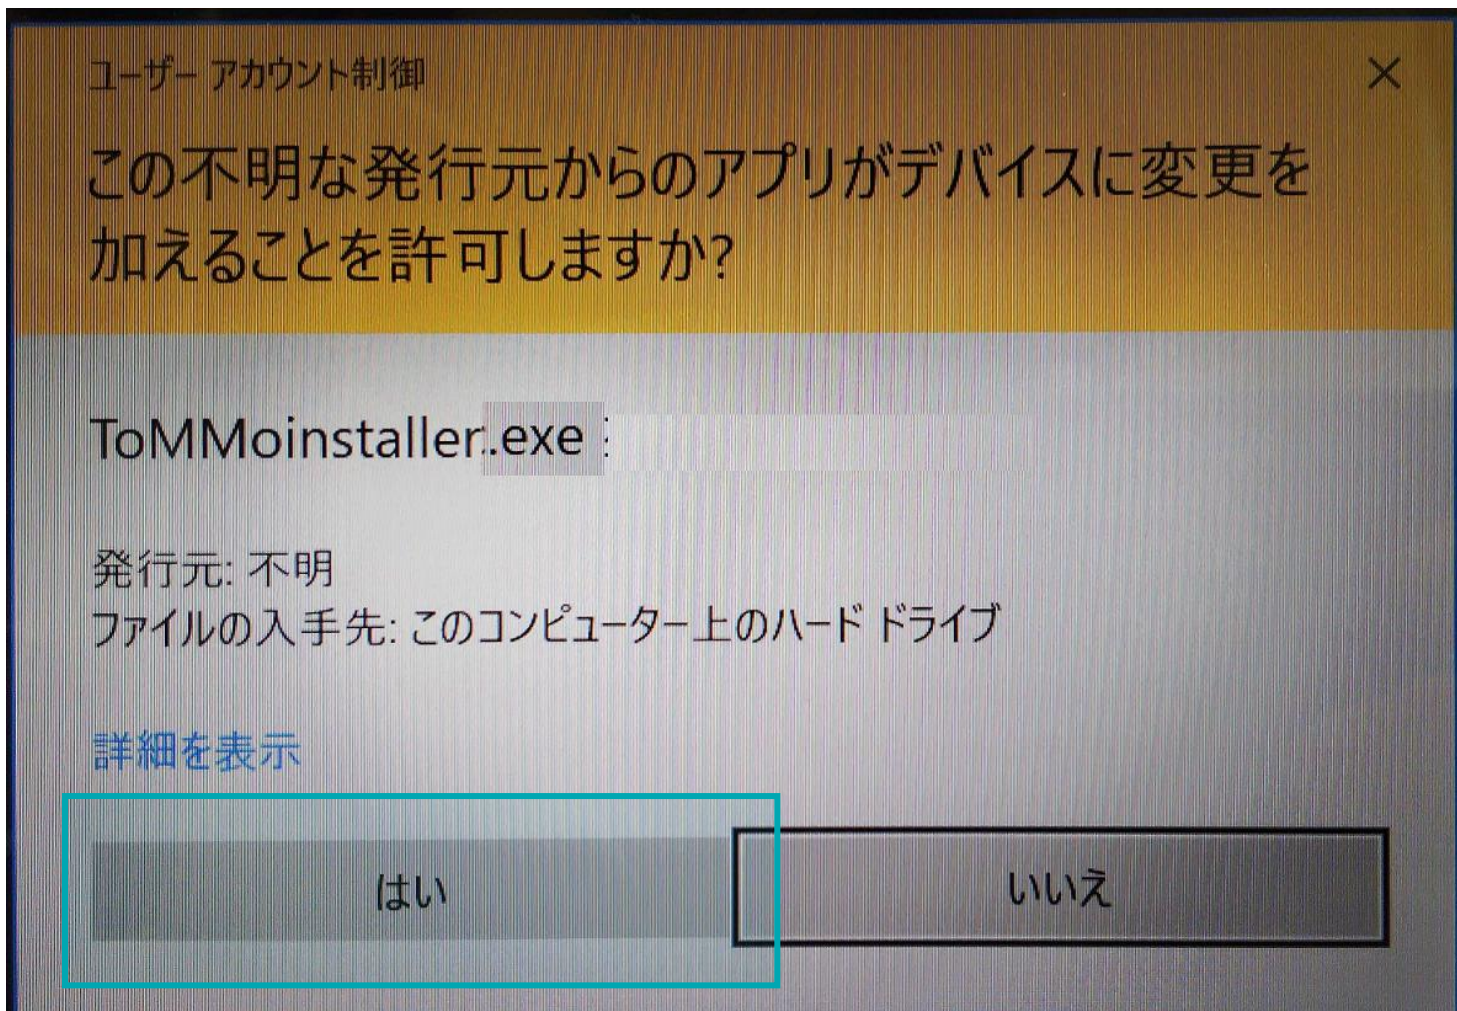 ユーザー アカウント制御
この不明な発行元からのアプリがデバイスに変更を
加えることを許可しますか?
ToMMoinstaller.exe
発行元: 不明
ファイルの入手先: このコンピューター上のハード ドライブ
詳細を表示
はい
いいえ